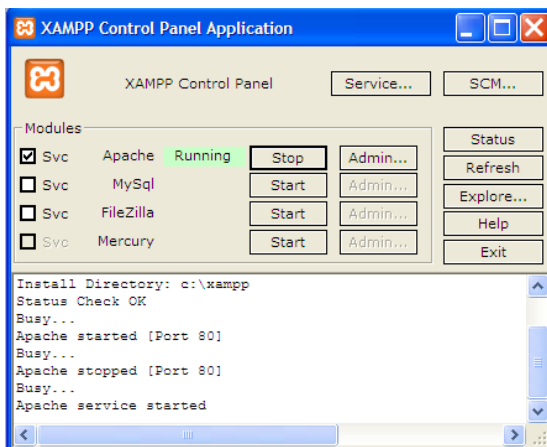 XAMPP Control Panel Application
XAMPP Control Panel Service... SCM...
Modules
Svc Apache Running Stop Admin...
Svc MySql Start Admin...
Svc FileZilla Start Admin...
Svc Mercury Start Admin...
Status
Refresh
Explore...
Help
Exit
Install Directory: c:\xampp
Status Check OK
Busy...
Apache started [Port 80]
Busy...
Apache stopped [Port 80]
Busy...
Apache service started